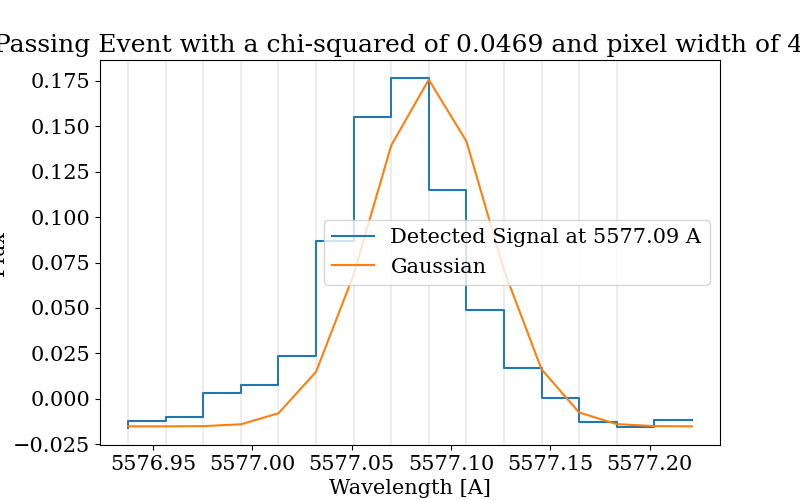 Passing Event with a chi-squared of 0.0469 and pixel width of 4
0.175
0.150
0.125
0.100
0.075
0.050
0.025
0.000
−0.025
Detected Signal at 5577.09 A
Gaussian
5576.95 5577.00 5577.05 5577.10 5577.15 5577.20
Wavelength [A]